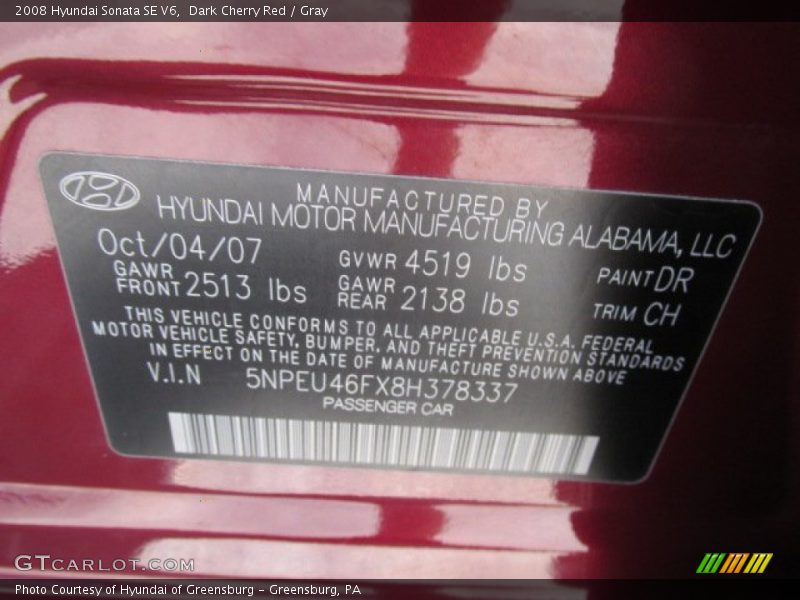 2008 Hyundai Sonata SE V6,  Dark Cherry Red / Gray
MANUFACTURED BY
HYUNDAI MOTOR MANUFACTURING ALABAMA, LLC
Oct/04/07 GVWR 4519 lbs PAINT DR
GAWR FRONT 2513 lbs GAWR REAR 2138 lbs TRIM CH
THIS VEHICLE CONFORMS TO ALL APPLICABLE U.S.A. FEDERAL
MOTOR VEHICLE SAFETY, BUMPER, AND THEFT PREVENTION STANDARDS
IN EFFECT ON THE DATE OF MANUFACTURE SHOWN ABOVE
V.I.N 5NPEU46FX8H378337
PASSENGER CAR
GTCARLOT.COM
Photo Courtesy of Hyundai of Greensburg - Greensburg, PA